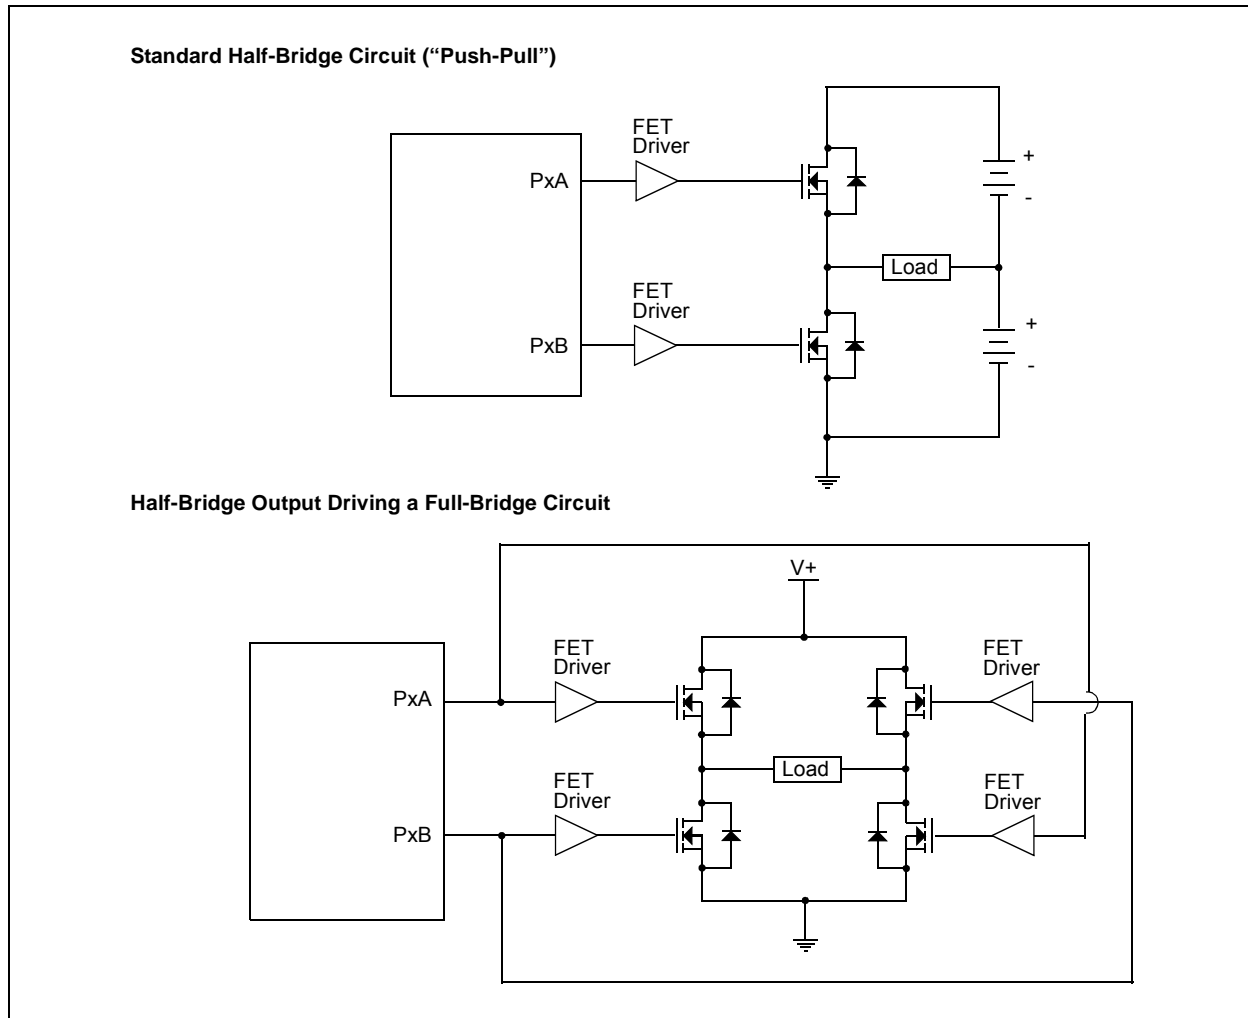 Standard Half-Bridge Circuit (“Push-Pull”)
FET
Driver
PxA
+
-
Load
FET
Driver
PxB
+
-
Half-Bridge Output Driving a Full-Bridge Circuit
V+
FET
Driver
FET
Driver
PxA
Load
FET
Driver
FET
Driver
PxB